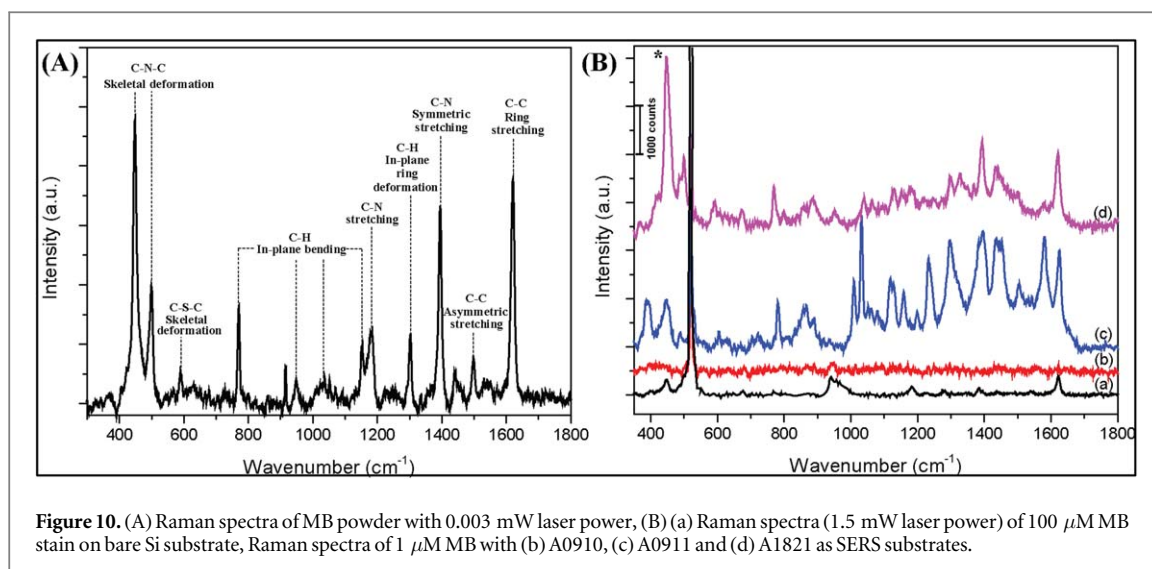 (A)
C-N-C
Skeletal deformation
C-S-C
Skeletal
deformation
C-H
In-plane bending
C-N
stretching
C-H
In-plane
ring
deformation
C-N
Symmetric
stretching
C-C
Asymmetric
stretching
C-C
Ring
stretching
Intensity (a.u.)
400 600 800 1000 1200 1400 1600 1800
Wavenumber (cm⁻¹)
(B)
*
1000 counts
(d)
(c)
(b)
(a)
Intensity (a.u.)
400 600 800 1000 1200 1400 1600 1800
Wavenumber (cm⁻¹)
Figure 10. (A) Raman spectra of MB powder with 0.003 mW laser power, (B) (a) Raman spectra (1.5 mW laser power) of 100 μM MB
stain on bare Si substrate, Raman spectra of 1 μM MB with (b) A0910, (c) A0911 and (d) A1821 as SERS substrates.